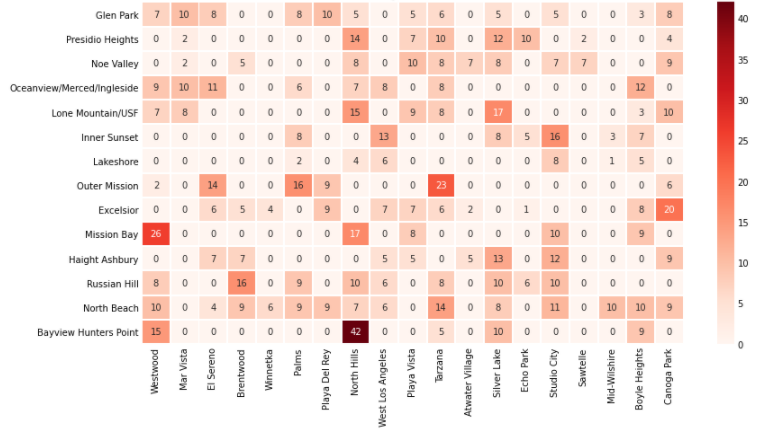 Glen Park 7 10 8 0 0 8 10 5 0 5 6 0 5 0 5 0 0 3 8
Presidio Heights 0 2 0 0 0 0 0 14 0 7 10 0 12 10 0 2 0 0 4
Noe Valley 0 2 0 5 0 0 0 8 0 10 8 7 8 0 7 7 0 0 9
Oceanview/Merced/Ingleside 9 10 11 0 0 6 0 7 8 0 8 0 0 0 0 0 0 12 0
Lone Mountain/USF 7 8 0 0 0 0 0 15 0 9 8 0 17 0 0 0 0 3 10
Inner Sunset 0 0 0 0 0 8 0 0 13 0 0 0 8 5 16 0 3 7 0
Lakeshore 0 0 0 0 0 2 0 4 6 0 0 0 0 0 8 0 1 5 0
Outer Mission 2 0 14 0 0 16 9 0 0 0 23 0 0 0 0 0 0 0 6
Excelsior 0 0 6 5 4 0 9 0 7 7 6 2 0 1 0 0 0 8 20
Mission Bay 26 0 0 0 0 0 0 17 0 8 0 0 0 0 10 0 0 9 0
Haight Ashbury 0 0 7 7 0 0 0 0 5 5 0 5 13 0 12 0 0 0 9
Russian Hill 8 0 0 16 0 9 0 10 6 0 8 0 10 6 10 0 0 0 0
North Beach 10 0 4 9 6 9 9 7 6 0 14 0 8 0 11 0 10 10 9
Bayview Hunters Point 15 0 0 0 0 0 0 42 0 0 5 0 10 0 0 0 0 9 0
Westwood
Mar Vista
El Sereno
Brentwood
Winnetka
Palms
Playa Del Rey
North Hills
West Los Angeles
Playa Vista
Tarzana
Atwater Village
Silver Lake
Echo Park
Studio City
Sawtelle
Mid-Wilshire
Boyle Heights
Canoga Park
40
35
30
25
20
15
10
5
0